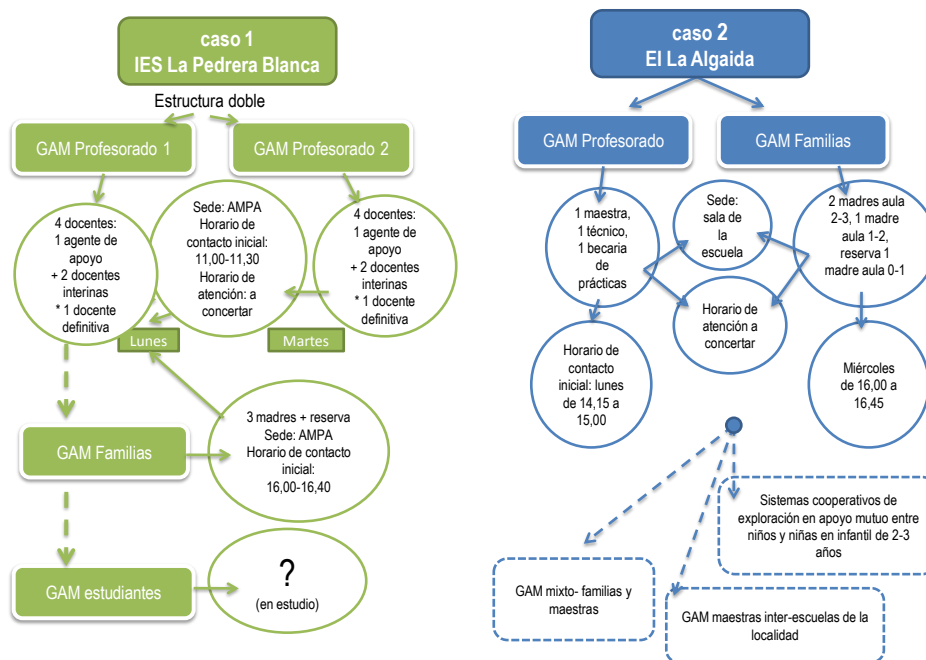 caso 1
IES La Pedrera Blanca
Estructura doble
GAM Profesorado 1
GAM Profesorado 2
4 docentes:
1 agente de
apoyo
+ 2 docentes
interinas
* 1 docente
definitiva
Sede: AMPA
Horario de
contacto inicial:
11,00-11,30
Horario de
atención: a
concertar
4 docentes:
1 agente de
apoyo
+ 2 docentes
interinas
* 1 docente
definitiva
Lunes
Martes
GAM Familias
3 madres + reserva
Sede: AMPA
Horario de contacto
inicial:
16,00-16,40
GAM estudiantes
?
(en estudio)
caso 2
EI La Algaida
GAM Profesorado
GAM Familias
1 maestra,
1 técnico,
1 becaria de
prácticas
Sede:
sala de
la
escuela
2 madres aula
2-3, 1 madre
aula 1-2,
reserva 1
madre aula 0-1
Horario de
atención a
concertar
Horario de
contacto
inicial: lunes
de 14,15 a
15,00
Miércoles
de 16,00 a
16,45
Sistemas cooperativos de
exploración en apoyo mutuo entre
niños y niñas en infantil de 2-3
años
GAM mixto- familias y
maestras
GAM maestras inter-escuelas de la
localidad